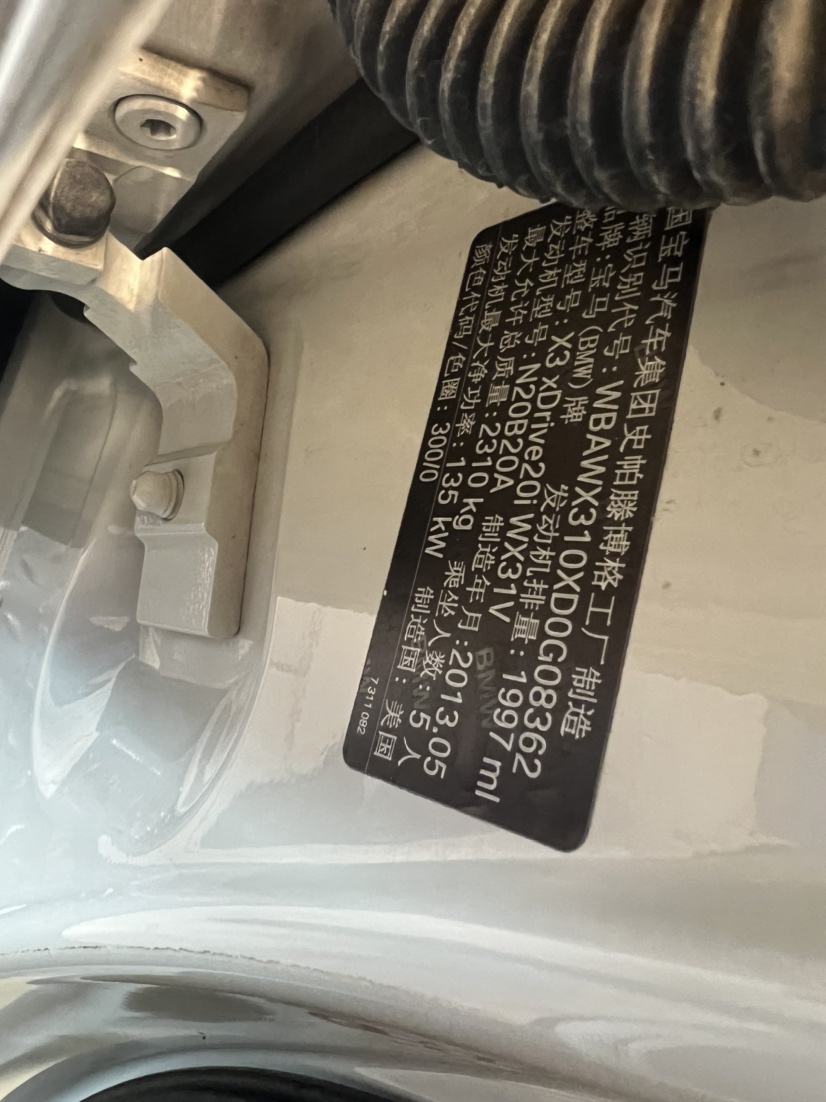 国宝马汽车集团史帕滕博格工厂制造
辆识别代号：WBAWX310XD0G08362
品牌：宝马(BMW)牌 发动机排量：1997 ml
整车型号：X3 xDrive20i WX31V
发动机型号：N20B20A 制造年月：2013.05
最大允许总质量：2310 kg 乘坐人数：5 人
发动机最大净功率：135 kW 制造国：美国
颜色代码/色圈：300/0
7311 082